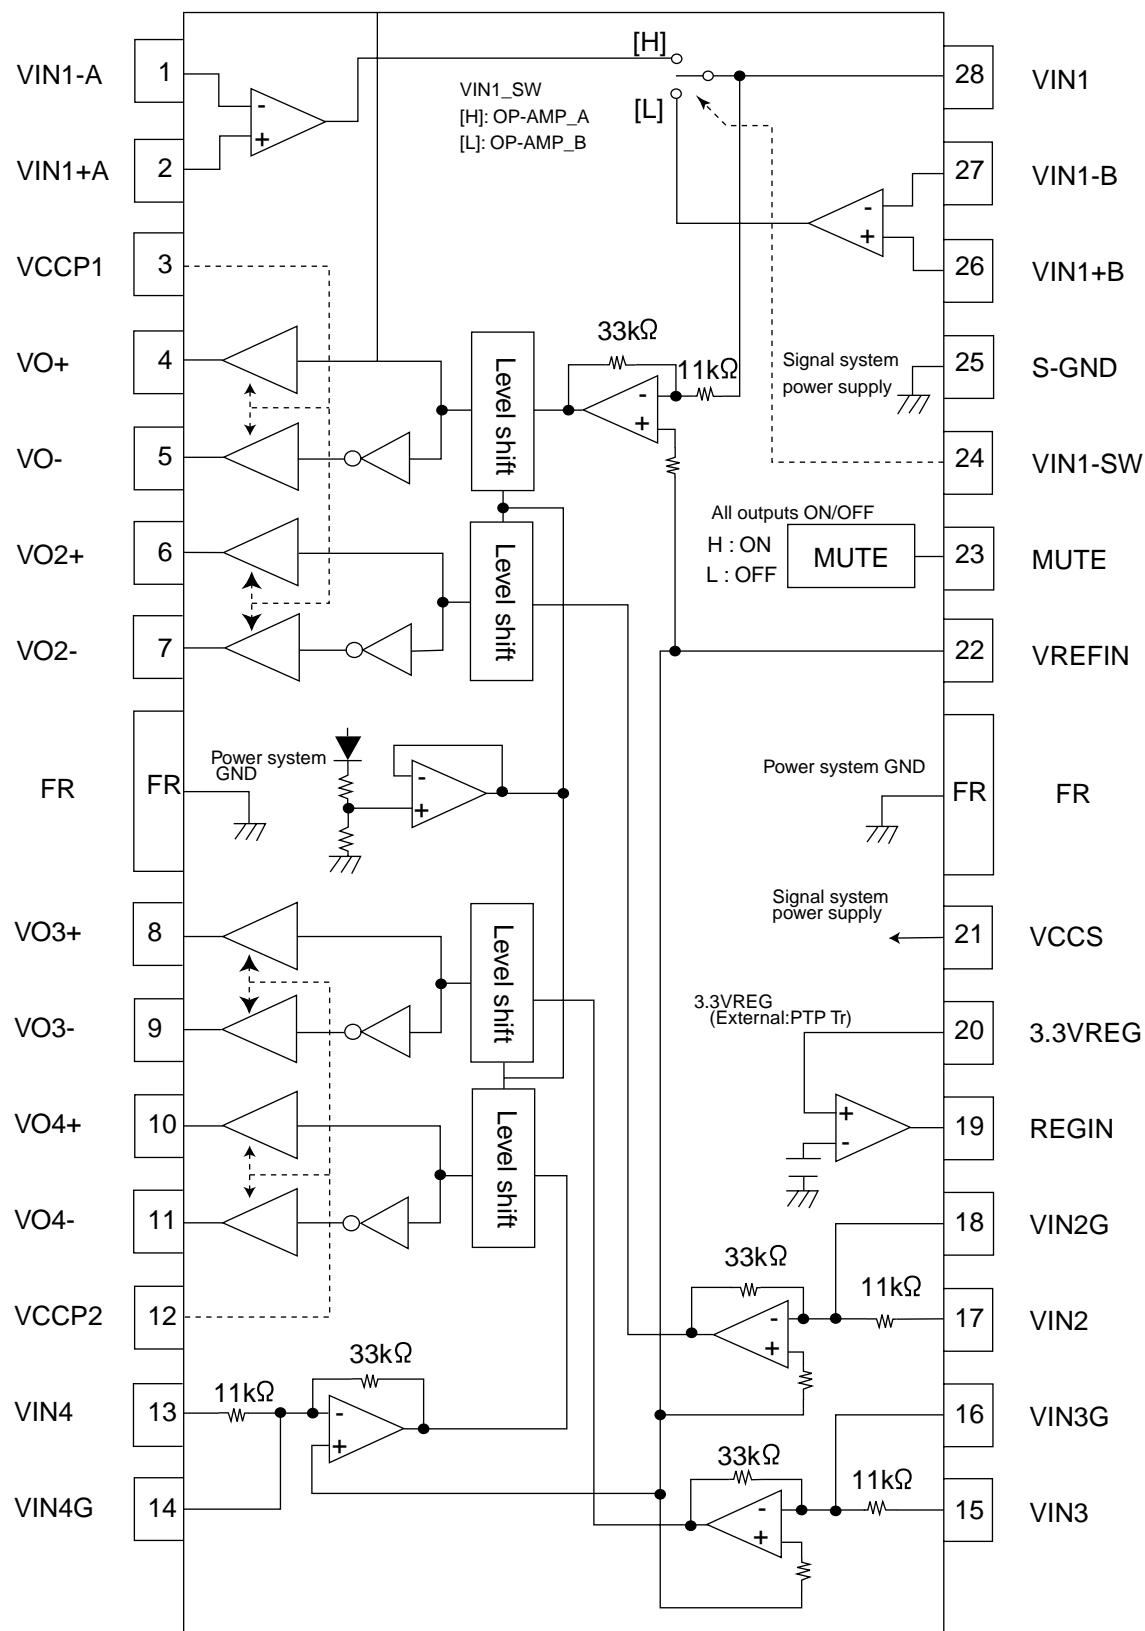 VIN1-A
1
[H]
28
VIN1
VIN1_SW
[H]: OP-AMP_A
[L]: OP-AMP_B
[L]
-
+
VIN1+A
2
27
VIN1-B
-
+
VCCP1
3
26
VIN1+B
VO+
4
Level shift
33kΩ
11kΩ
-
+
Signal system
power supply
25
S-GND
VO-
5
24
VIN1-SW
VO2+
6
Level shift
All outputs ON/OFF
H : ON
L : OFF
MUTE
23
MUTE
VO2-
7
22
VREFIN
FR
FR
Power system
GND
-
+
Power system GND
FR
FR
VO3+
8
Level shift
Signal system
power supply
21
VCCS
VO3-
9
3.3VREG
(External:PTP Tr)
20
3.3VREG
VO4+
10
Level shift
+
-
19
REGIN
VO4-
11
18
VIN2G
33kΩ
11kΩ
VCCP2
12
-
+
17
VIN2
33kΩ
11kΩ
VIN4
13
-
+
16
VIN3G
33kΩ
11kΩ
VIN4G
14
-
+
15
VIN3